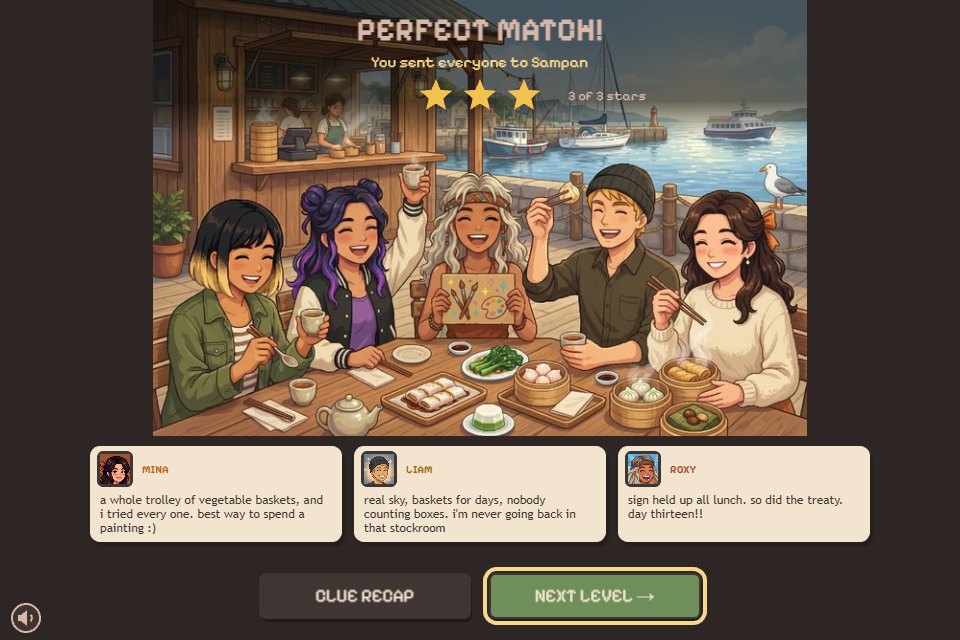 PERFECT MATCH!
You sent everyone to Sampan
3 of 3 stars
MINA
a whole trolley of vegetable baskets, and
i tried every one. best way to spend a
painting :)
LIAM
real sky, baskets for days, nobody
counting boxes. i'm never going back in
that stockroom
ROXY
sign held up all lunch. so did the treaty.
day thirteen!!
CLUE RECAP
NEXT LEVEL →